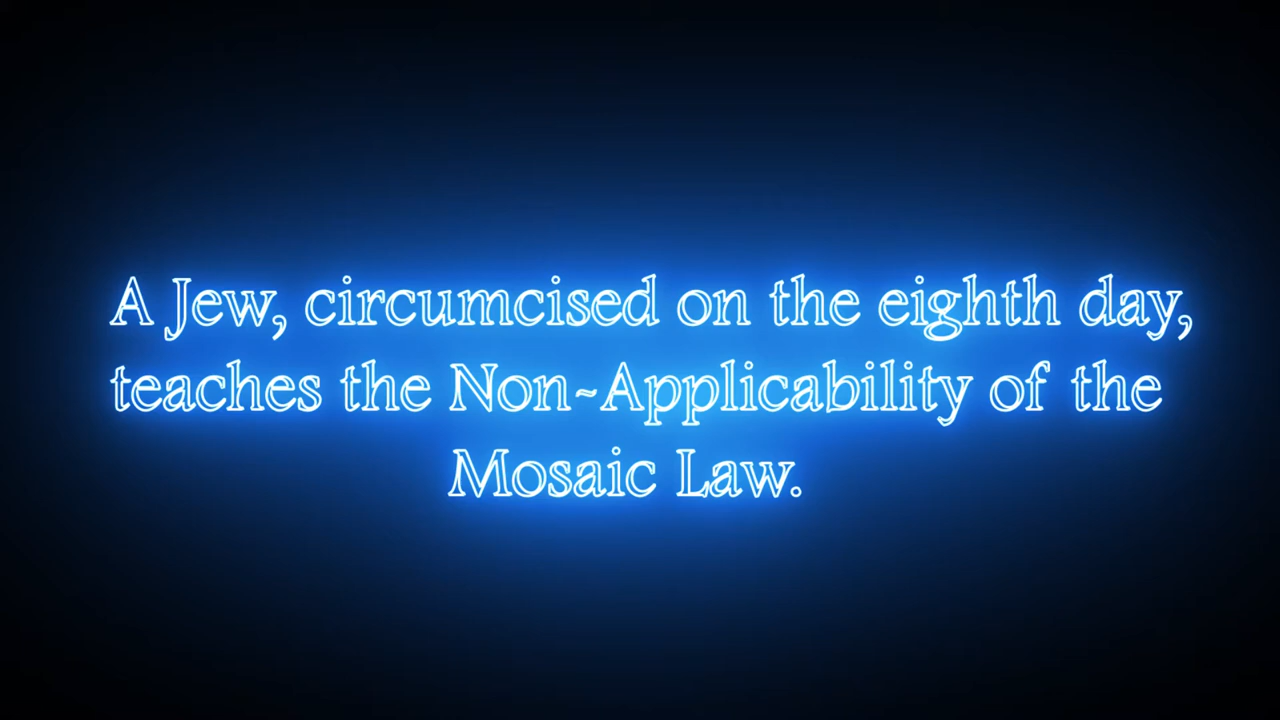 A Jew, circumcised on the eighth day,
teaches the Non-Applicability of the
Mosaic Law.